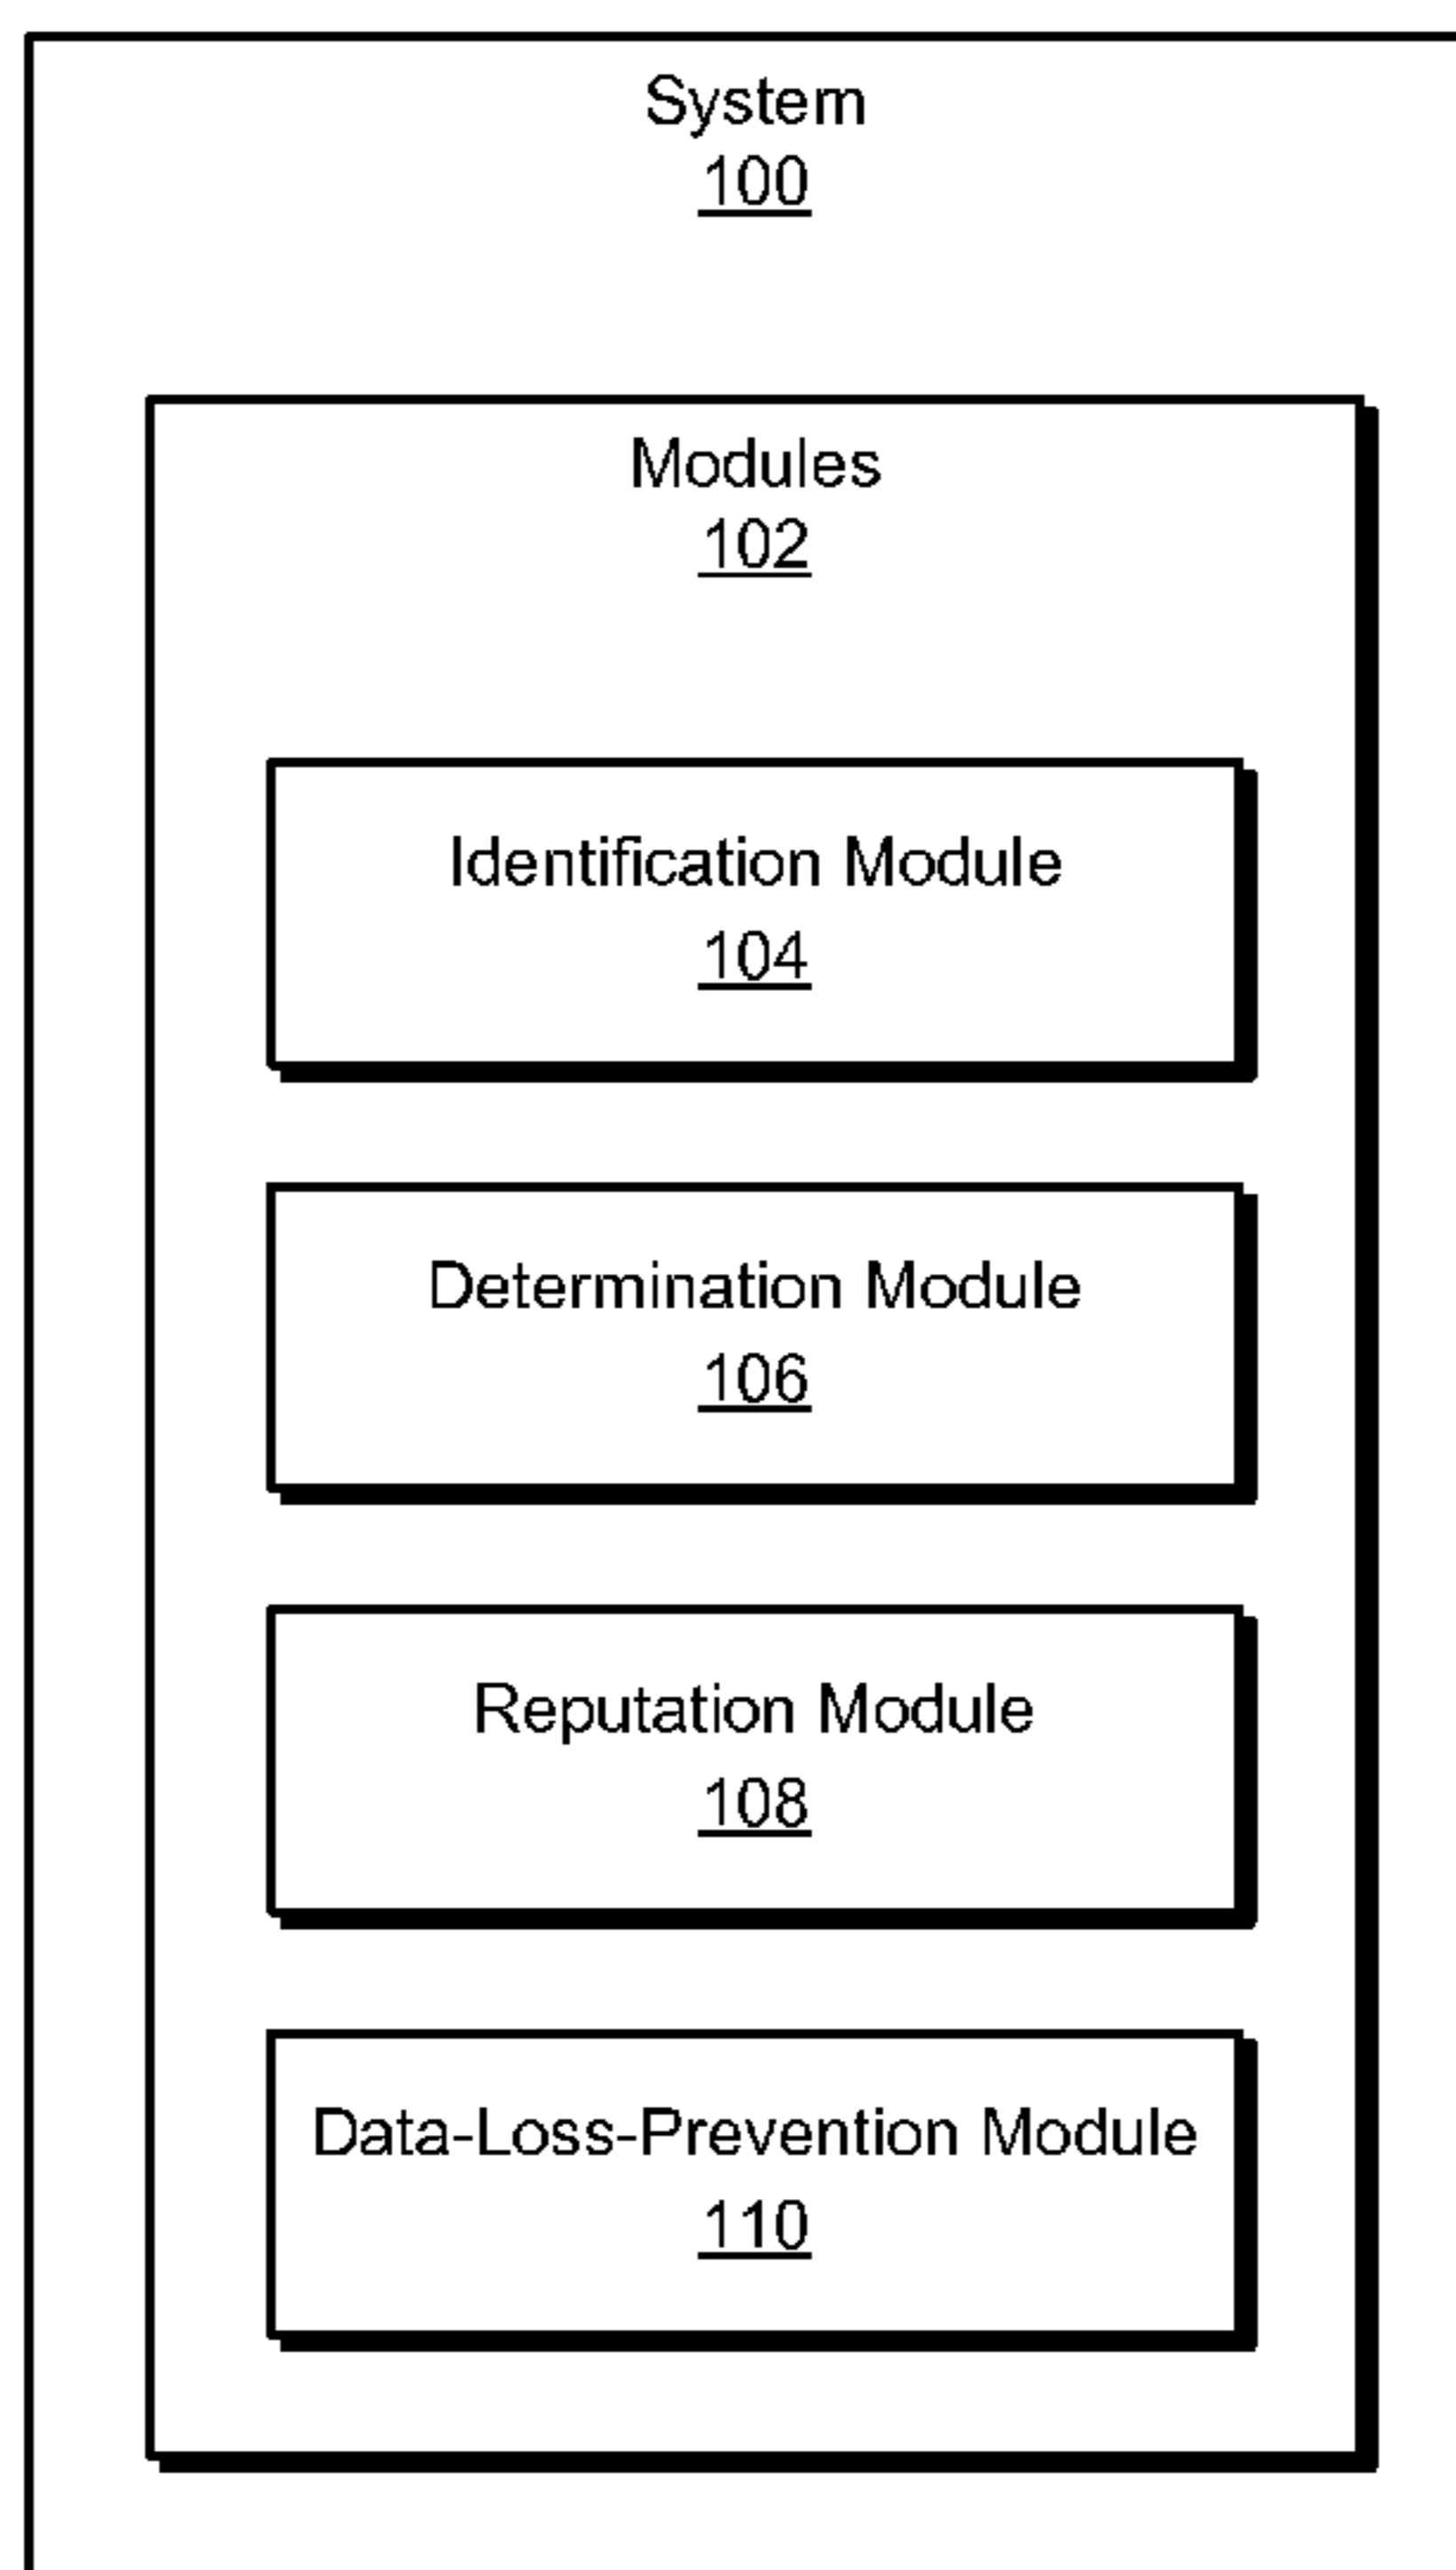 System
100
Modules
102
Identification Module
104
Determination Module
106
Reputation Module
108
Data-Loss-Prevention Module
110